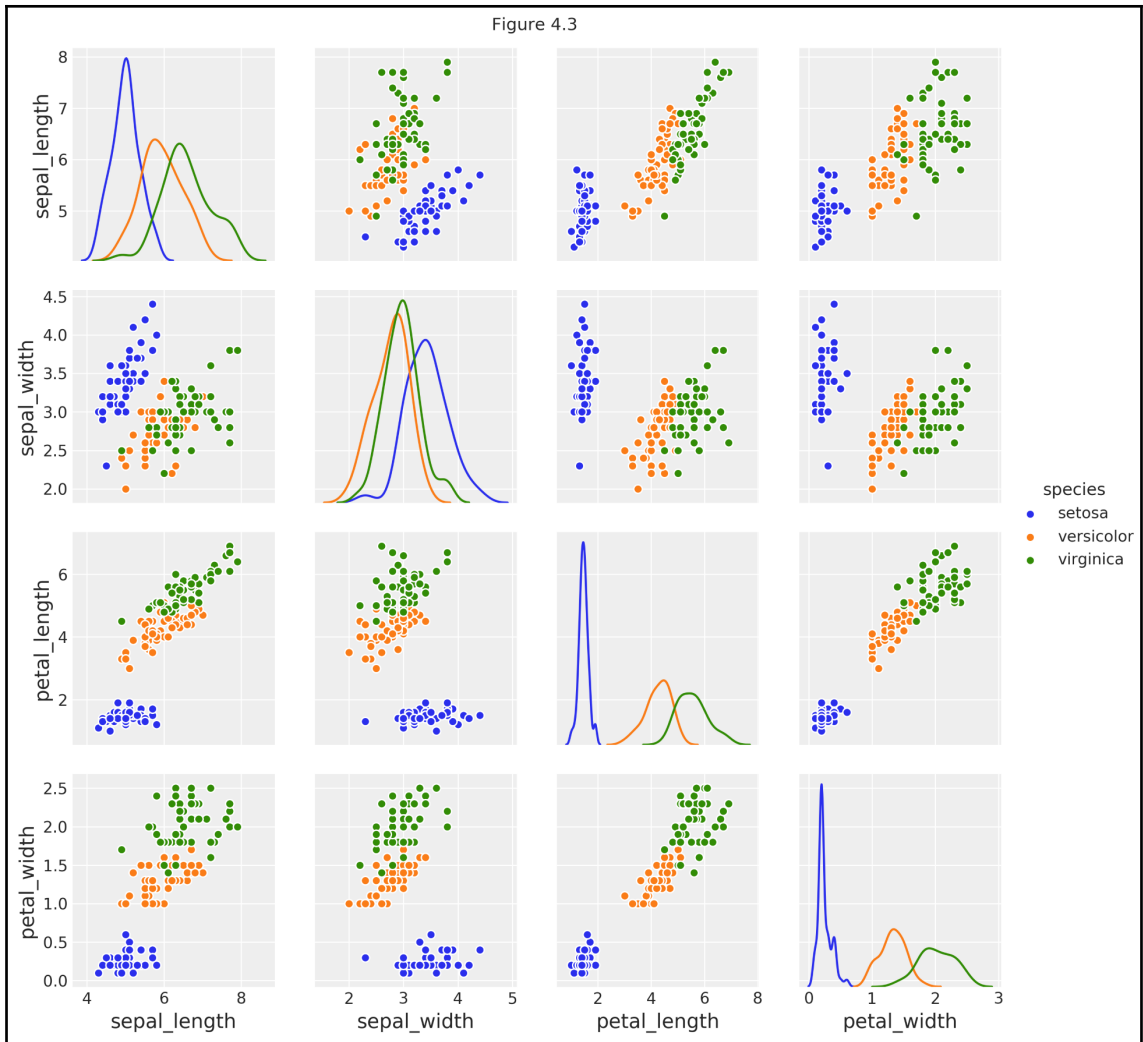 Figure 4.3
8
7
6
5
sepal_length
4.5
4.0
3.5
3.0
2.5
2.0
sepal_width
6
4
2
petal_length
2.5
2.0
1.5
1.0
0.5
0.0
petal_width
4 6 8
sepal_length
2 3 4 5
sepal_width
2 4 6 8
petal_length
0 1 2 3
petal_width
species
setosa
versicolor
virginica